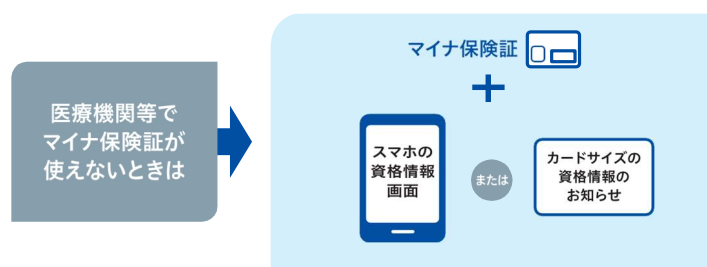 医療機関等で
マイナ保険証が
使えないときは
マイナ保険証
+
スマホの
資格情報
画面
または
カードサイズの
資格情報の
お知らせ